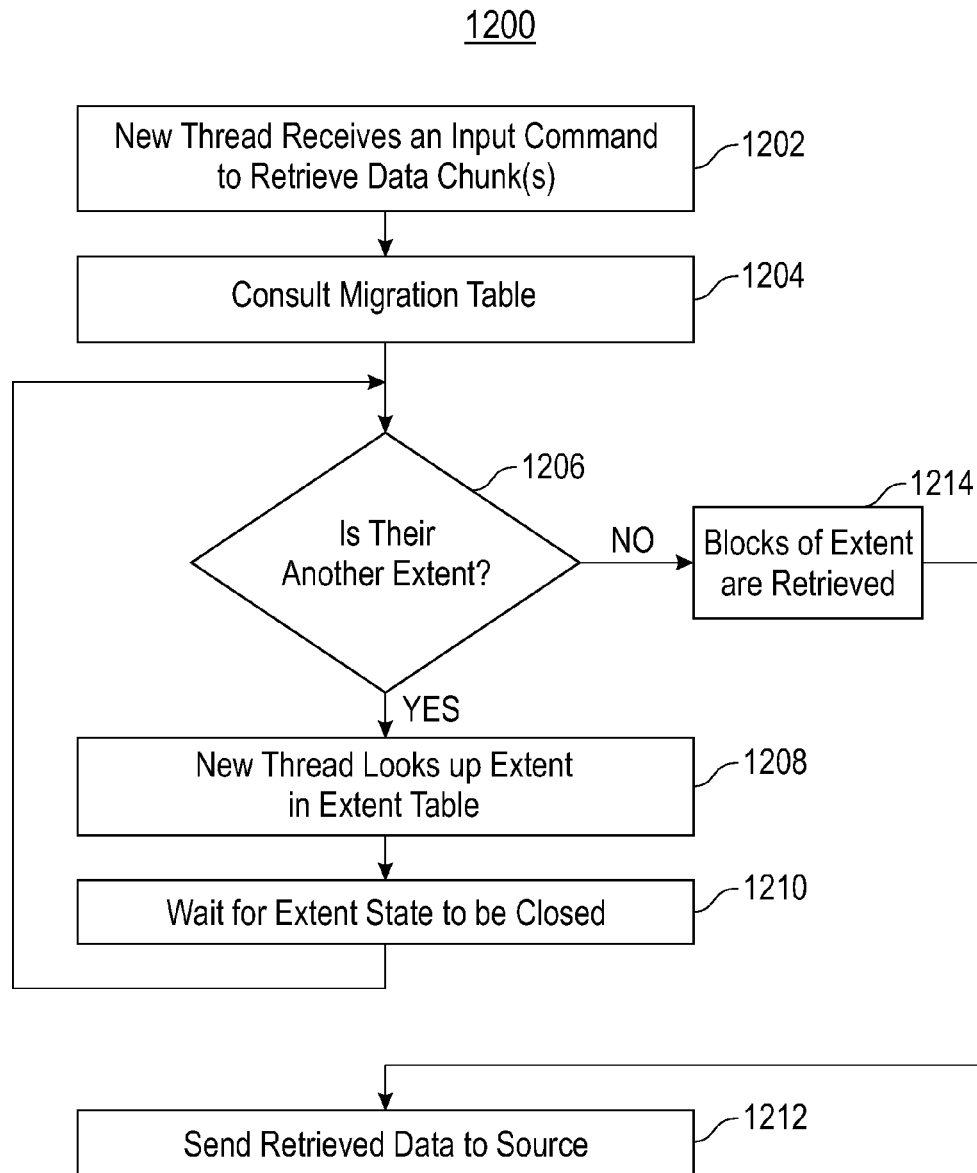 1200
New Thread Receives an Input Command
to Retrieve Data Chunk(s)
1202
Consult Migration Table
1204
1206
Is Their
Another Extent?
NO
1214
Blocks of Extent
are Retrieved
YES
New Thread Looks up Extent
in Extent Table
1208
Wait for Extent State to be Closed
1210
Send Retrieved Data to Source
1212